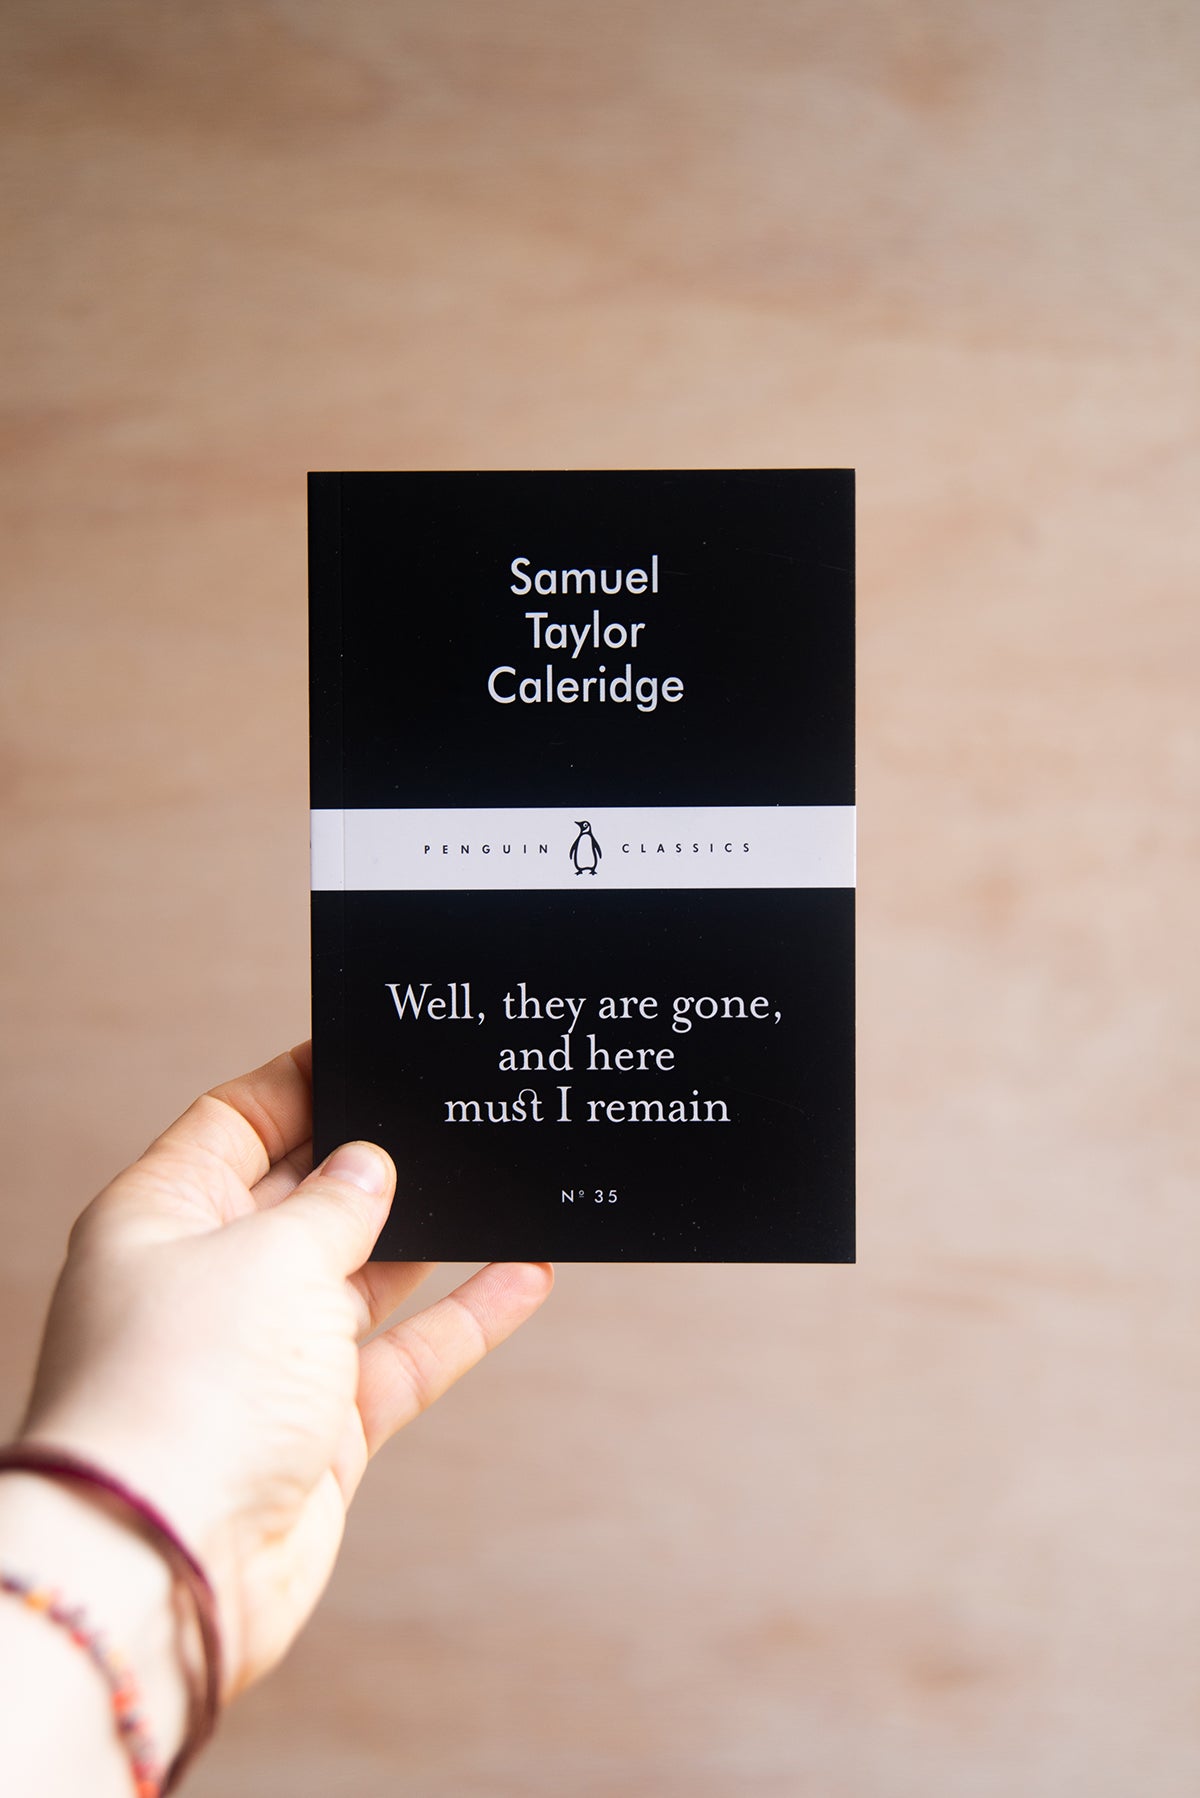 Samuel
Taylor
Caleridge
PENGUIN CLASSICS
Well, they are gone,
and here
must I remain
Nº 35